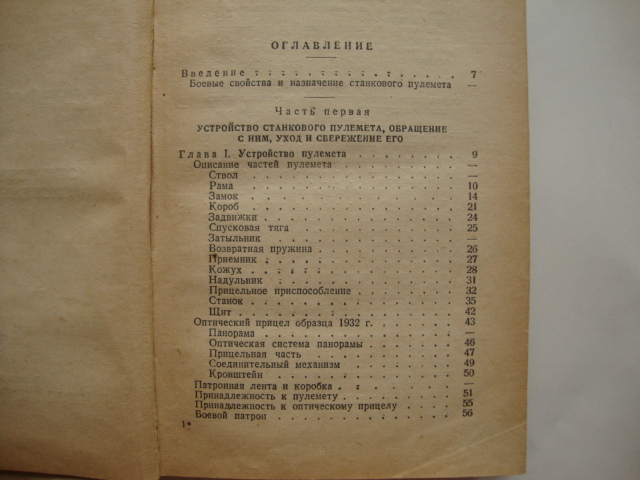 ОГЛАВЛЕНИЕ
Введение . . . . . . . . . . . . . . . 7
Боевые свойства и назначение станкового пулемета —
Часть первая
УСТРОЙСТВО СТАНКОВОГО ПУЛЕМЕТА, ОБРАЩЕНИЕ
С НИМ, УХОД И СБЕРЕЖЕНИЕ ЕГО
Глава I. Устройство пулемета . . . . . . . . 9
Описание частей пулемета . . . . . . . . —
Ствол . . . . . . . . . . . . . —
Рама . . . . . . . . . . . . . 10
Замок . . . . . . . . . . . . . 14
Короб . . . . . . . . . . . . . 21
Задвижки . . . . . . . . . . . . 24
Спусковая тяга . . . . . . . . . . 25
Затыльник . . . . . . . . . . . . —
Возвратная пружина . . . . . . . . . 26
Приемник . . . . . . . . . . . . 27
Кожух . . . . . . . . . . . . . 28
Надульник . . . . . . . . . . . . 31
Прицельное приспособление . . . . . . . 32
Станок . . . . . . . . . . . . . 35
Щит . . . . . . . . . . . . . . 42
Оптический прицел образца 1932 г. . . . . . . 43
Панорама . . . . . . . . . . . . —
Оптическая система панорамы . . . . . . 46
Прицельная часть . . . . . . . . . 47
Соединительный механизм . . . . . . . 49
Кронштейн . . . . . . . . . . . . 50
Патронная лента и коробка . . . . . . . . —
Принадлежность к пулемету . . . . . . . . 51
Принадлежность к оптическому прицелу . . . . . 55
Боевой патрон . . . . . . . . . . . . 56
1*